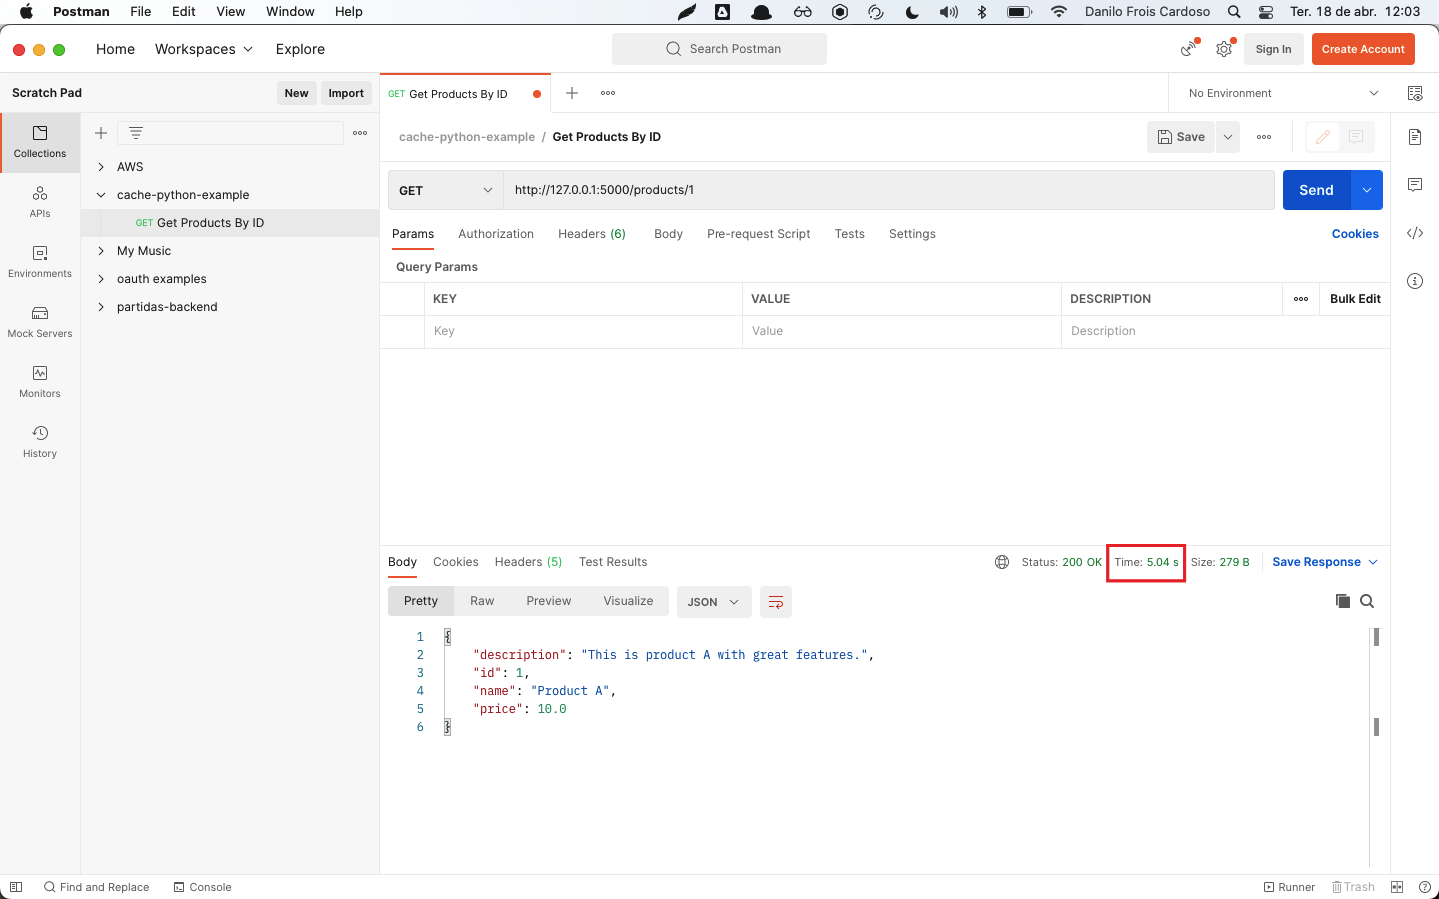 Postman File Edit View Window Help Danilo Frois Cardoso Ter. 18 de abr. 12:03
Home Workspaces Explore Search Postman Sign In Create Account
Scratch Pad New Import GET Get Products By ID No Environment
Collections
APIs
Environments
Mock Servers
Monitors
History
AWS
cache-python-example
GET Get Products By ID
My Music
oauth examples
partidas-backend
cache-python-example / Get Products By ID Save
GET http://127.0.0.1:5000/products/1 Send
Params Authorization Headers (6) Body Pre-request Script Tests Settings Cookies
Query Params
KEY VALUE DESCRIPTION Bulk Edit
Key Value Description
Body Cookies Headers (5) Test Results Status: 200 OK Time: 5.04 s Size: 279 B Save Response
Pretty Raw Preview Visualize JSON
1 {
2 "description": "This is product A with great features.",
3 "id": 1,
4 "name": "Product A",
5 "price": 10.0
6 }
Find and Replace Console Runner Trash